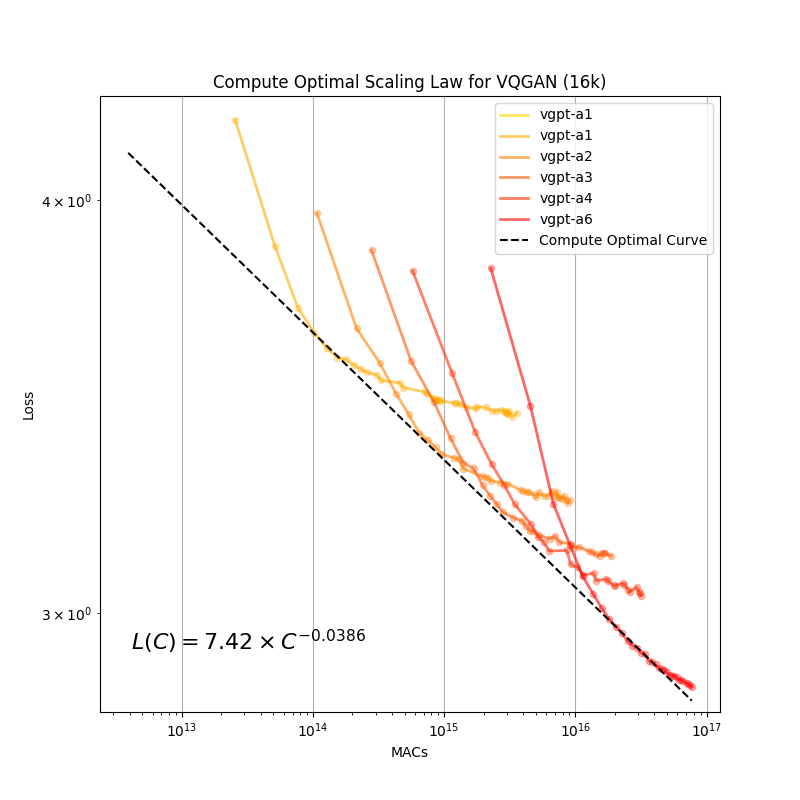 Compute Optimal Scaling Law for VQGAN (16k)
vgpt-a1
vgpt-a1
vgpt-a2
vgpt-a3
vgpt-a4
vgpt-a6
Compute Optimal Curve
4 × 10⁰
Loss
3 × 10⁰
L(C) = 7.42 × C⁻⁰·⁰³⁸⁶
10¹³ 10¹⁴ 10¹⁵ 10¹⁶ 10¹⁷
MACs